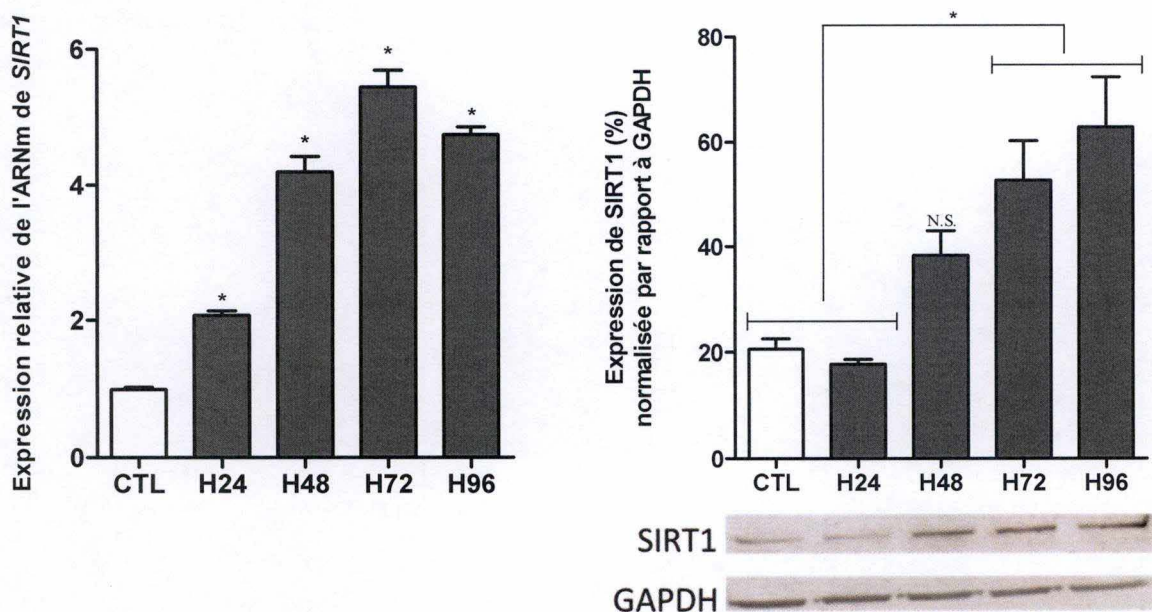 Expression relative de l'ARNm de SIRT1
6
4
2
0
*
*
*
*
CTL H24 H48 H72 H96
Expression de SIRT1 (%)
normalisée par rapport à GAPDH
80
60
40
20
0
*
N.S.
CTL H24 H48 H72 H96
SIRT1
GAPDH